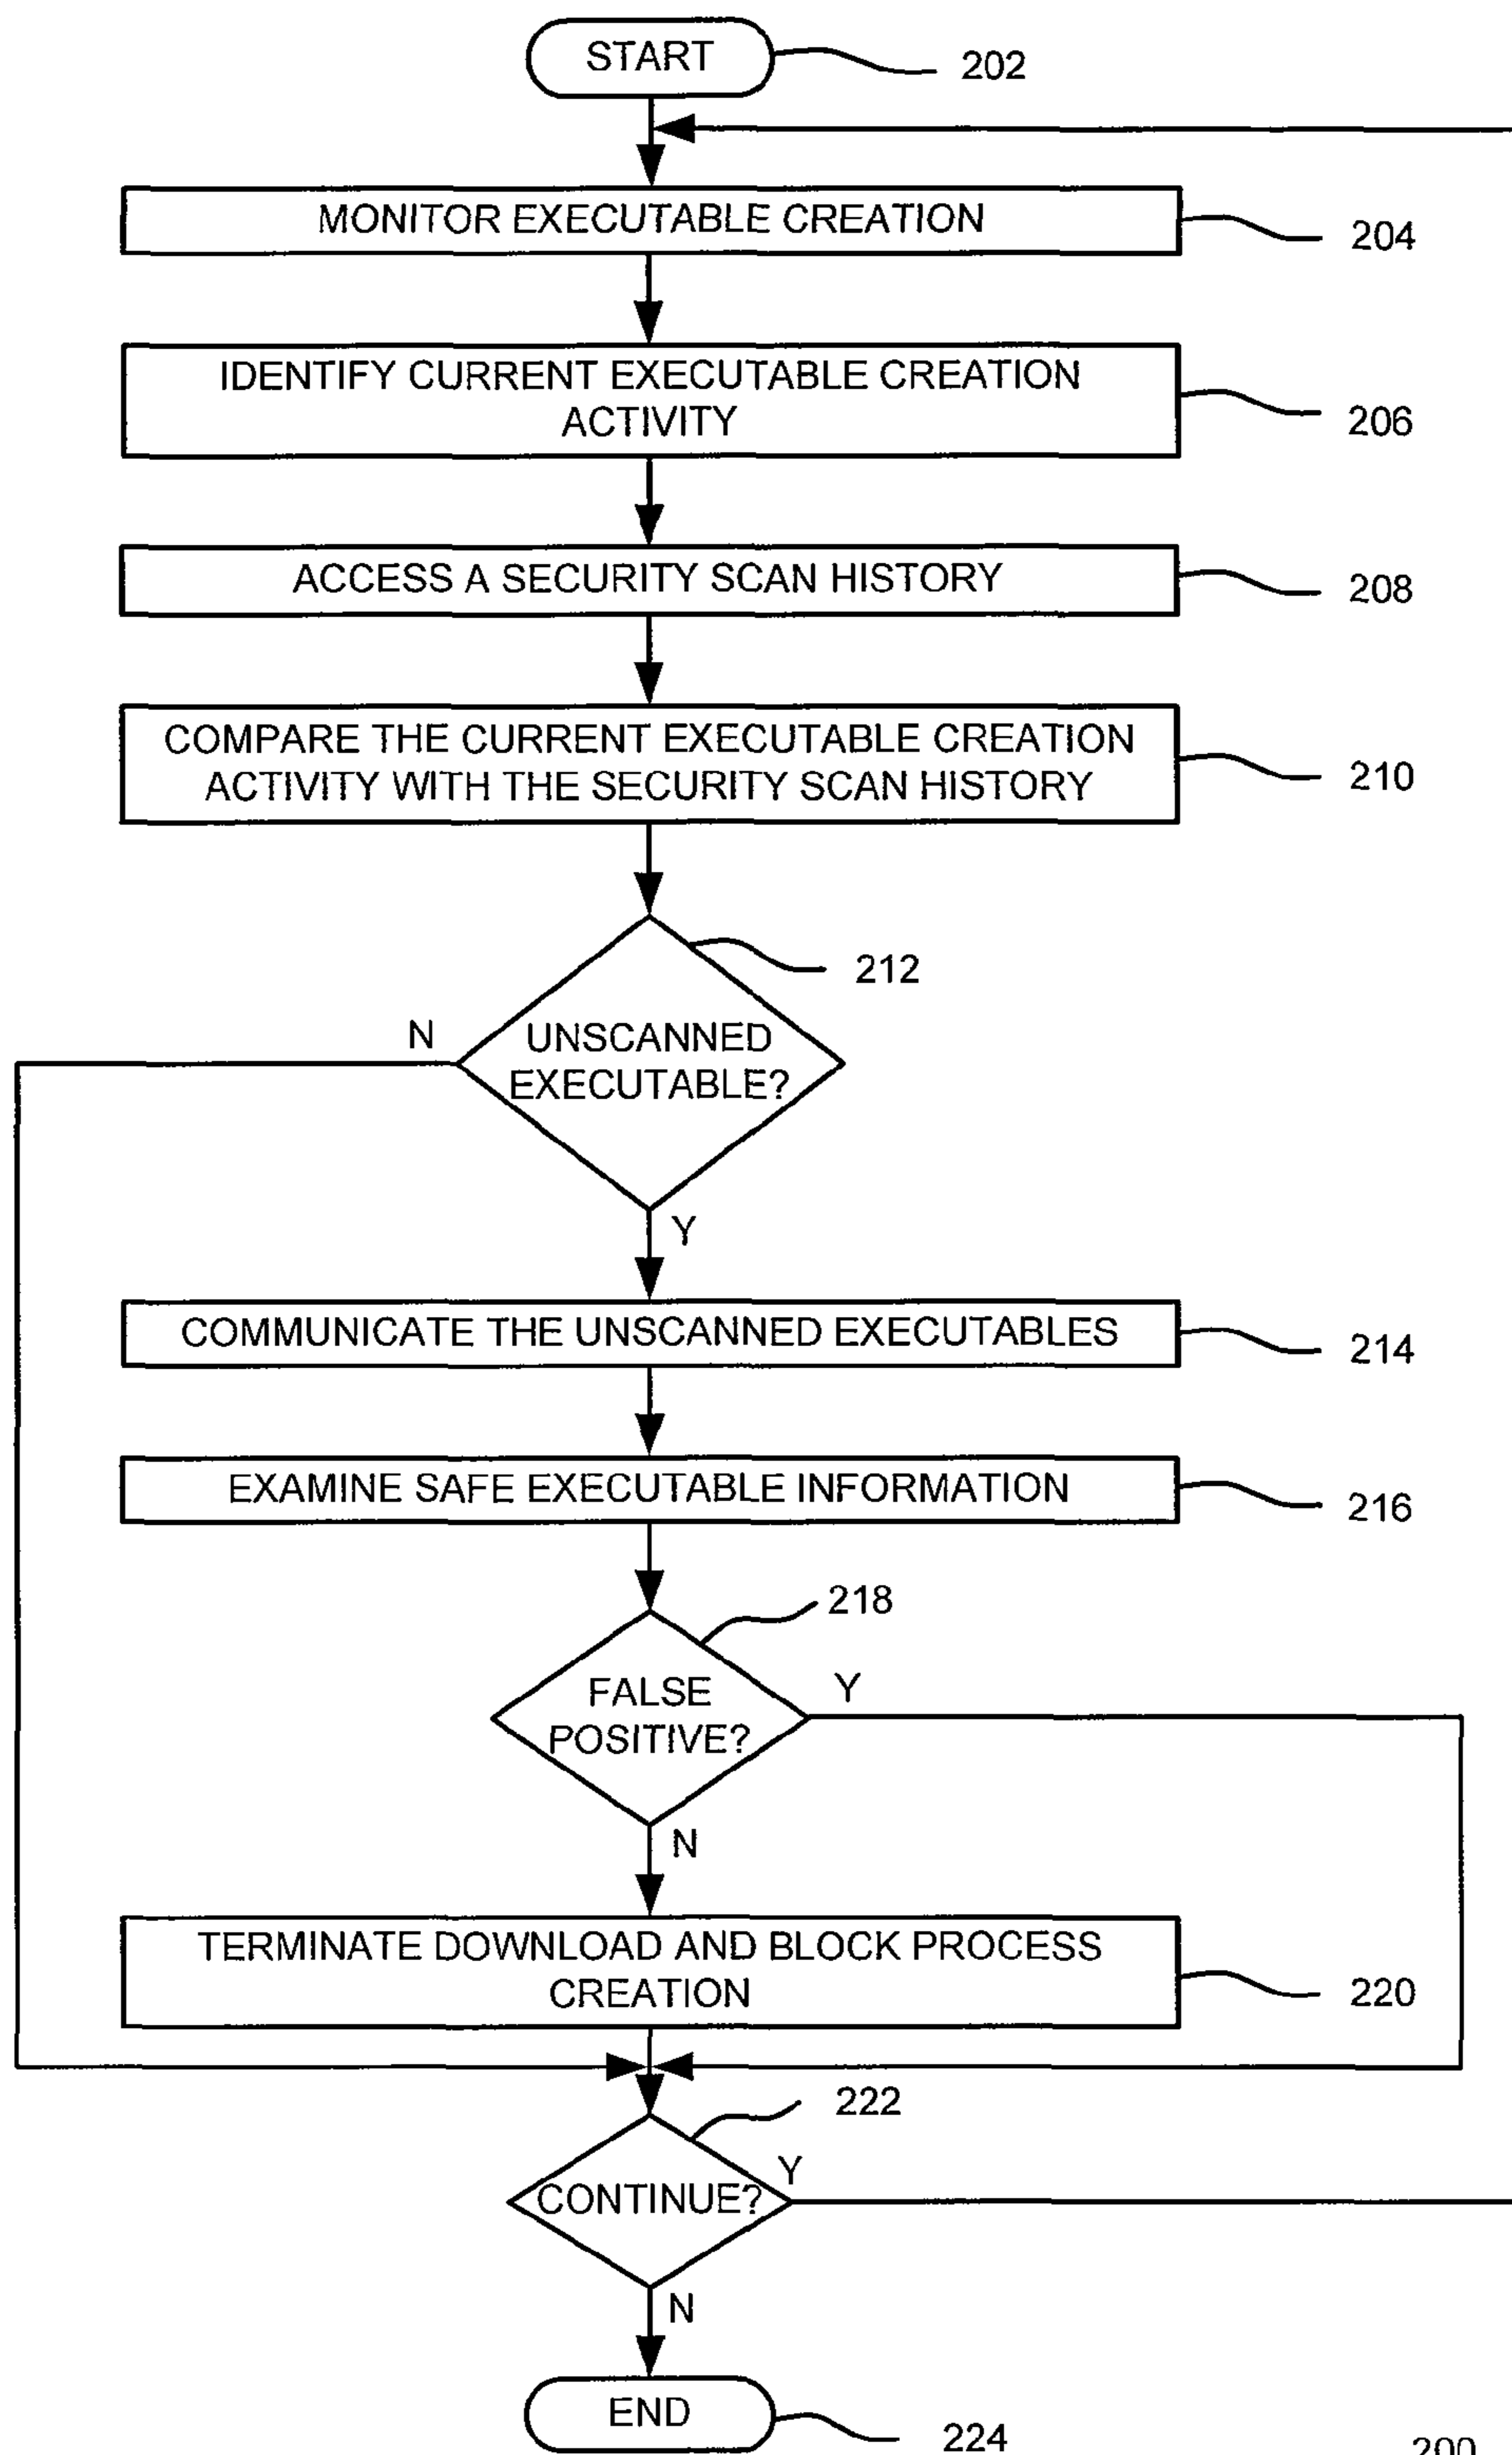 START
202
MONITOR EXECUTABLE CREATION
204
IDENTIFY CURRENT EXECUTABLE CREATION
ACTIVITY
206
ACCESS A SECURITY SCAN HISTORY
208
COMPARE THE CURRENT EXECUTABLE CREATION
ACTIVITY WITH THE SECURITY SCAN HISTORY
210
212
N
UNSCANNED
EXECUTABLE?
Y
COMMUNICATE THE UNSCANNED EXECUTABLES
214
EXAMINE SAFE EXECUTABLE INFORMATION
216
218
Y
FALSE
POSITIVE?
N
TERMINATE DOWNLOAD AND BLOCK PROCESS
CREATION
220
222
Y
CONTINUE?
N
END
224
200